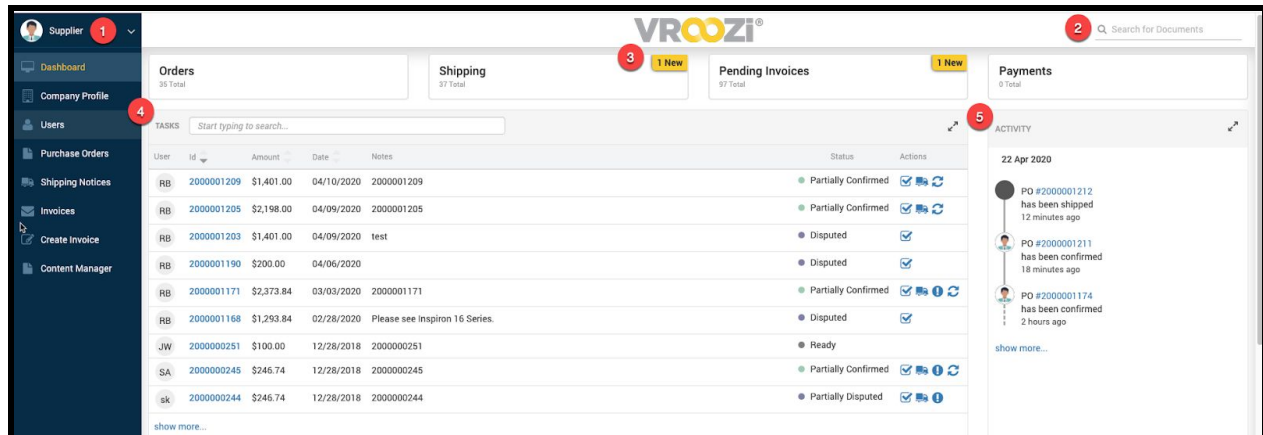 Supplier 1
VROOZi®
2 Search for Documents
Dashboard
Company Profile
Users
Purchase Orders
Shipping Notices
Invoices
Create Invoice
Content Manager
Orders
35 Total
Shipping
37 Total
3 1 New
Pending Invoices
97 Total
1 New
Payments
0 Total
4
TASKS Start typing to search...
User Id Amount Date Notes Status Actions
RB 2000001209 $1,401.00 04/10/2020 2000001209 Partially Confirmed
RB 2000001205 $2,198.00 04/09/2020 2000001205 Partially Confirmed
RB 2000001203 $1,401.00 04/09/2020 test Disputed
RB 2000001190 $200.00 04/06/2020 Disputed
RB 2000001171 $2,373.84 03/03/2020 2000001171 Partially Confirmed
RB 2000001168 $1,293.84 02/28/2020 Please see Inspiron 16 Series. Disputed
JW 2000000251 $100.00 12/28/2018 2000000251 Ready
SA 2000000245 $246.74 12/28/2018 2000000245 Partially Confirmed
sk 2000000244 $246.74 12/28/2018 2000000244 Partially Disputed
show more...
5
ACTIVITY
22 Apr 2020
PO #2000001212
has been shipped
12 minutes ago
PO #2000001211
has been confirmed
18 minutes ago
PO #2000001174
has been confirmed
2 hours ago
show more...